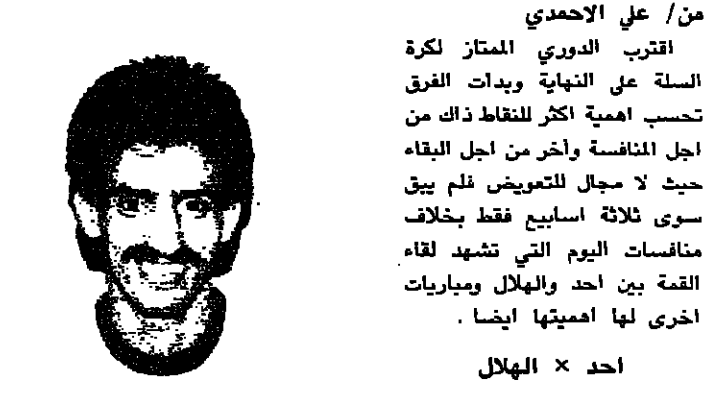 من / علي الاحمدي
اقترب الدوري الممتاز لكرة
السلة على النهاية وبدأت الفرق
تحسب اهمية اكثر للنقاط ذاك من
اجل المنافسة وآخر من اجل البقاء
حيث لا مجال للتعويض فلم يبق
سوى ثلاثة اسابيع فقط بخلاف
منافسات اليوم التي تشهد لقاء
القمة بين احد والهلال ومباريات
اخرى لها اهميتها ايضا .
احد × الهلال